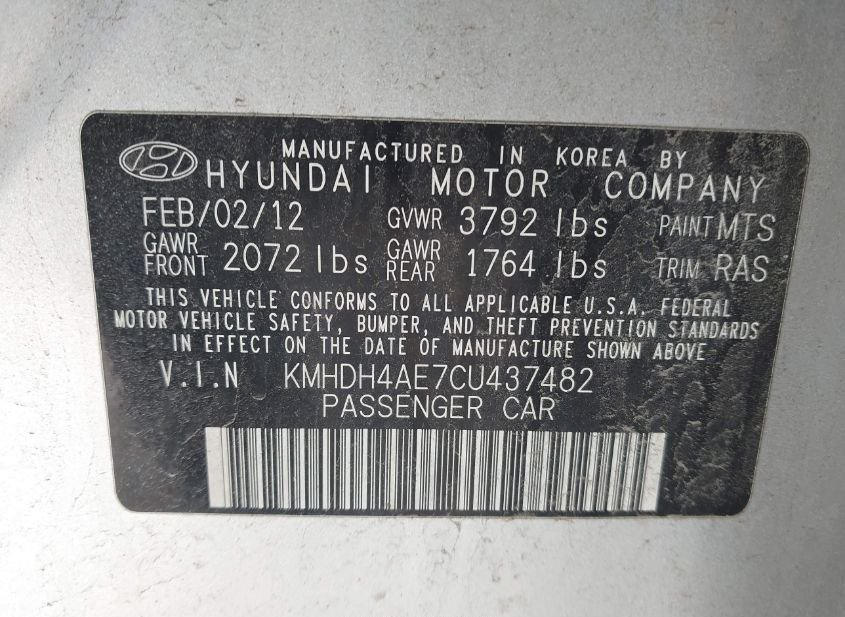 MANUFACTURED IN KOREA BY
HYUNDAI MOTOR COMPANY
FEB/02/12 GVWR 3792 lbs PAINT MTS
GAWR FRONT 2072 lbs GAWR REAR 1764 lbs TRIM RAS
THIS VEHICLE CONFORMS TO ALL APPLICABLE U.S.A. FEDERAL
MOTOR VEHICLE SAFETY, BUMPER, AND THEFT PREVENTION STANDARDS
IN EFFECT ON THE DATE OF MANUFACTURE SHOWN ABOVE
V.I.N KMHDH4AE7CU437482
PASSENGER CAR